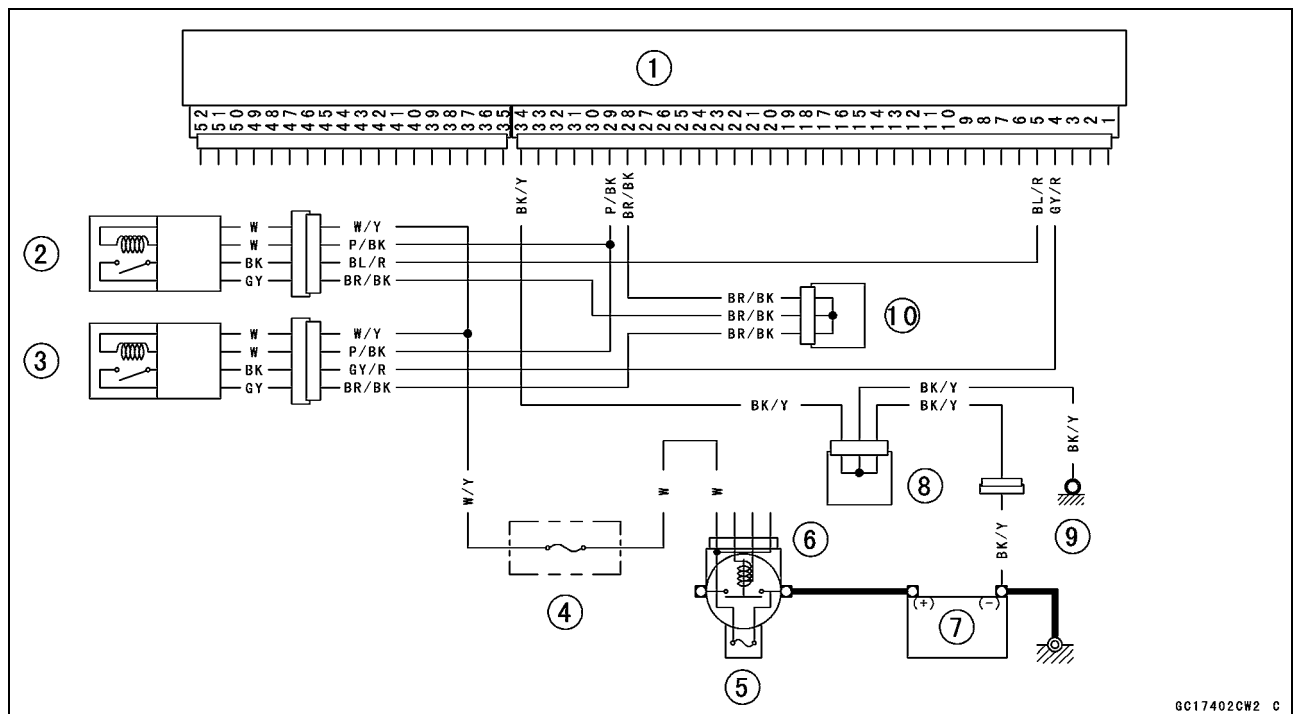 1
52 51 50 49 48 47 46 45 44 43 42 41 40 39 38 37 36 35 34 33 32 31 30 29 28 27 26 25 24 23 22 21 20 19 18 17 16 15 14 13 12 11 10 9 8 7 6 5 4 3 2 1
BK/Y P/BK BR/BK BL/R GY/R
2
W W/Y
W P/BK
BK BL/R
GY BR/BK
3
W W/Y
W P/BK
BK GY/R
GY BR/BK
BR/BK
BR/BK
BR/BK
10
BK/Y
BK/Y
BK/Y
BK/Y
8
9
W/Y W W
BK/Y
6
4
5
(+) (-)
7
GC17402CW2 C